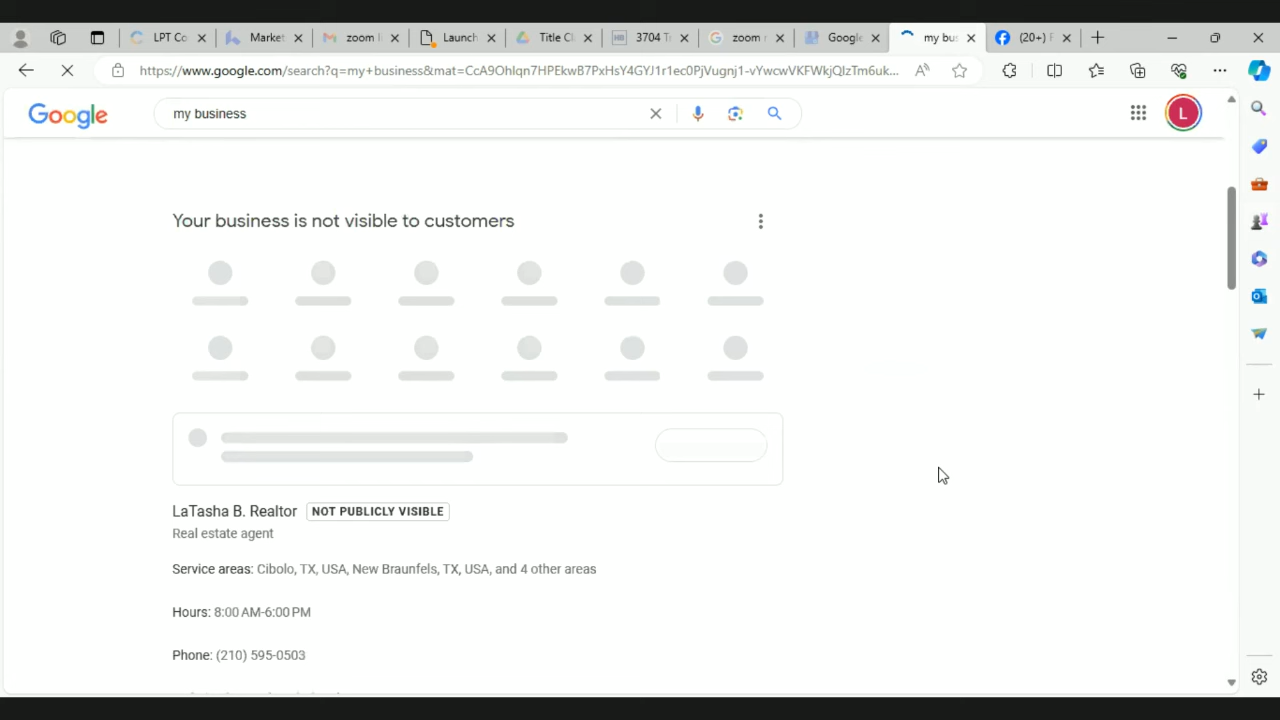 LPT Co
Market
zoom li
Launch
Title Cl
3704 Ti
zoom r
Google
my bus
(20+) F
https://www.google.com/search?q=my+business&mat=CcA9OhIqn7HPEkwB7PxHsY4GYJ1r1ec0PjVugnj1-vYwcwVKFWkjQIzTm6uk...
Google
my business
L
Your business is not visible to customers
LaTasha B. Realtor NOT PUBLICLY VISIBLE
Real estate agent
Service areas: Cibolo, TX, USA, New Braunfels, TX, USA, and 4 other areas
Hours: 8:00 AM-6:00 PM
Phone: (210) 595-0503